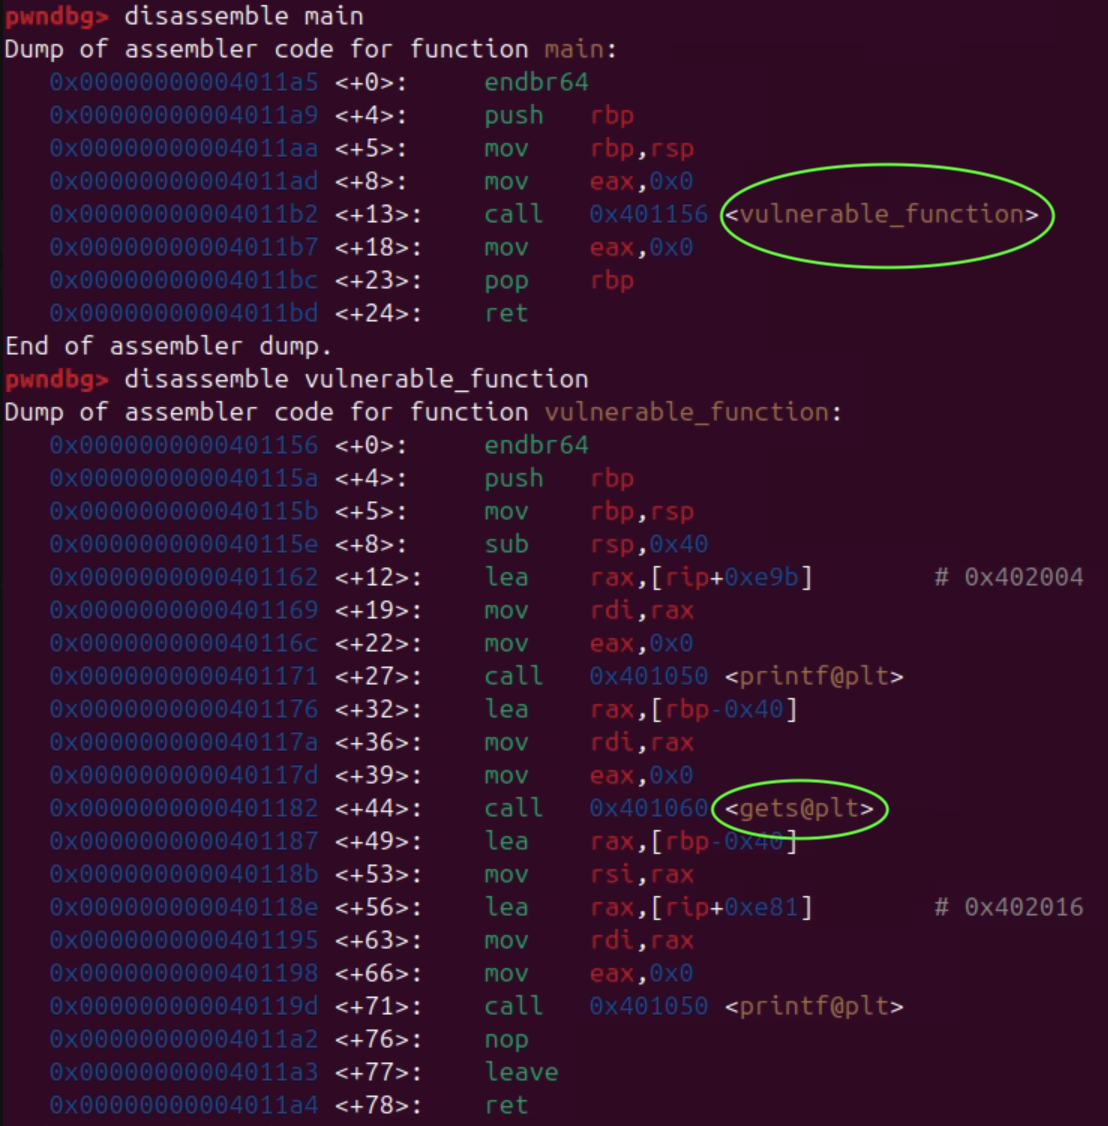 pwndbg> disassemble main
Dump of assembler code for function main:
   0x00000000004011a5 <+0>:     endbr64
   0x00000000004011a9 <+4>:     push   rbp
   0x00000000004011aa <+5>:     mov    rbp,rsp
   0x00000000004011ad <+8>:     mov    eax,0x0
   0x00000000004011b2 <+13>:    call   0x401156 <vulnerable_function>
   0x00000000004011b7 <+18>:    mov    eax,0x0
   0x00000000004011bc <+23>:    pop    rbp
   0x00000000004011bd <+24>:    ret
End of assembler dump.
pwndbg> disassemble vulnerable_function
Dump of assembler code for function vulnerable_function:
   0x0000000000401156 <+0>:     endbr64
   0x000000000040115a <+4>:     push   rbp
   0x000000000040115b <+5>:     mov    rbp,rsp
   0x000000000040115e <+8>:     sub    rsp,0x40
   0x0000000000401162 <+12>:    lea    rax,[rip+0xe9b]        # 0x402004
   0x0000000000401169 <+19>:    mov    rdi,rax
   0x000000000040116c <+22>:    mov    eax,0x0
   0x0000000000401171 <+27>:    call   0x401050 <printf@plt>
   0x0000000000401176 <+32>:    lea    rax,[rbp-0x40]
   0x000000000040117a <+36>:    mov    rdi,rax
   0x000000000040117d <+39>:    mov    eax,0x0
   0x0000000000401182 <+44>:    call   0x401060 <gets@plt>
   0x0000000000401187 <+49>:    lea    rax,[rbp-0x40]
   0x000000000040118b <+53>:    mov    rsi,rax
   0x000000000040118e <+56>:    lea    rax,[rip+0xe81]        # 0x402016
   0x0000000000401195 <+63>:    mov    rdi,rax
   0x0000000000401198 <+66>:    mov    eax,0x0
   0x000000000040119d <+71>:    call   0x401050 <printf@plt>
   0x00000000004011a2 <+76>:    nop
   0x00000000004011a3 <+77>:    leave
   0x00000000004011a4 <+78>:    ret